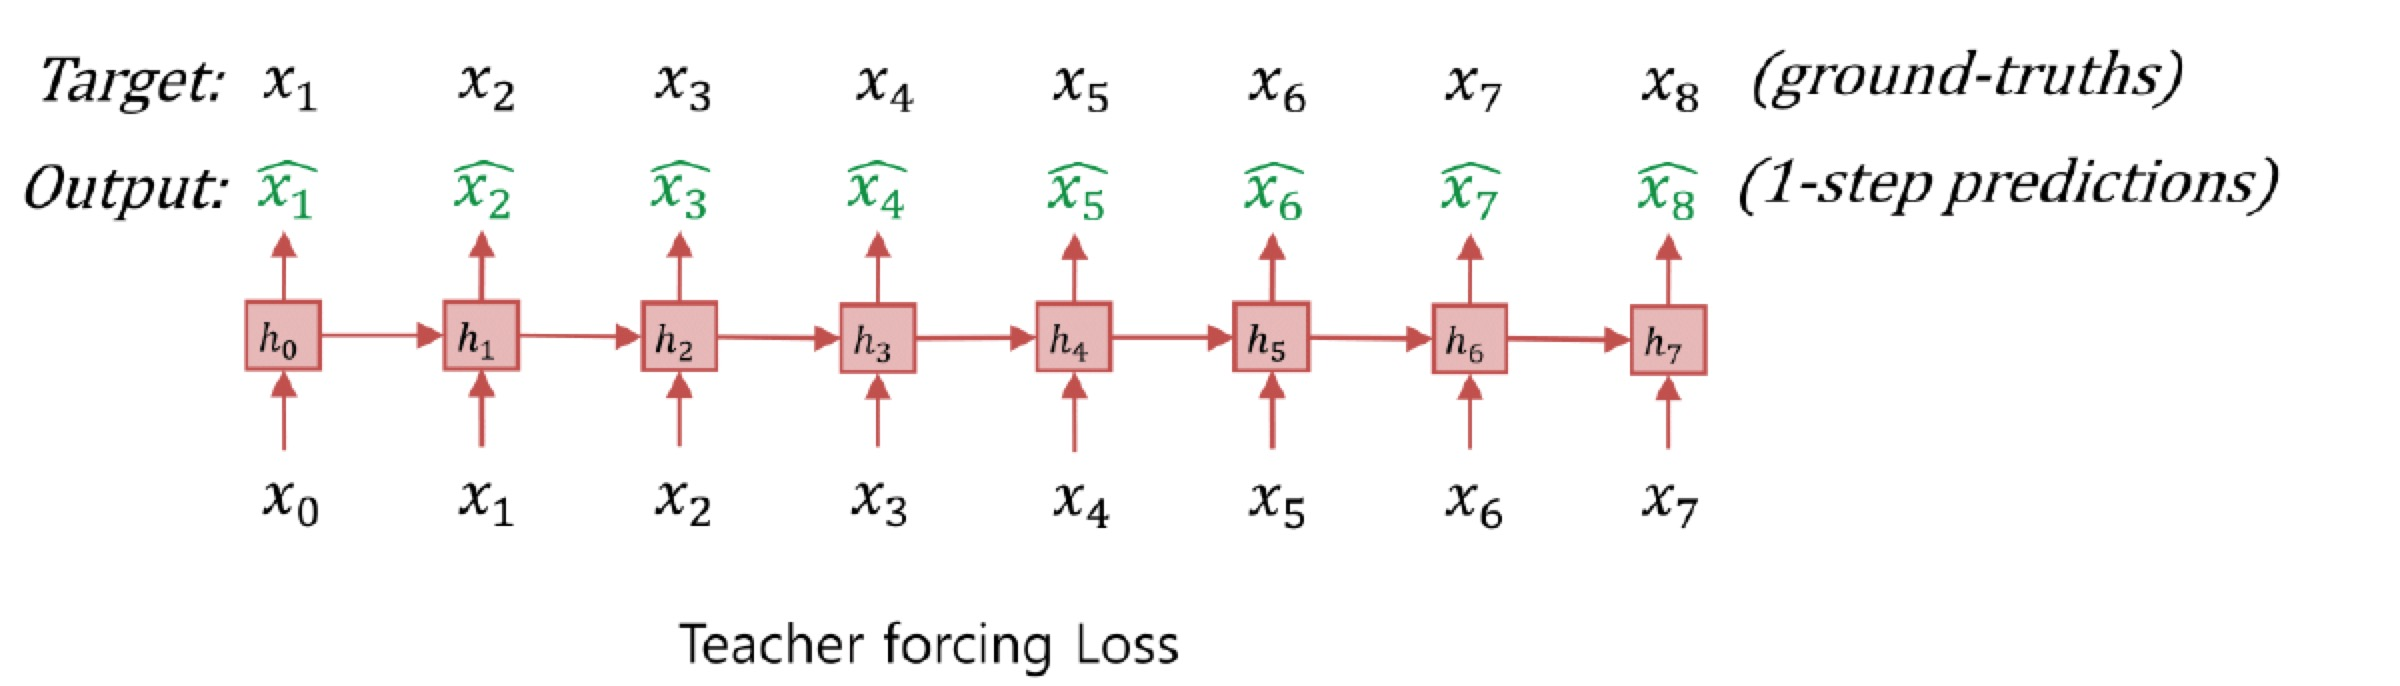 Target: x₁ x₂ x₃ x₄ x₅ x₆ x₇ x₈ (ground-truths)
Output: x̂₁ x̂₂ x̂₃ x̂₄ x̂₅ x̂₆ x̂₇ x̂₈ (1-step predictions)
h₀ h₁ h₂ h₃ h₄ h₅ h₆ h₇
x₀ x₁ x₂ x₃ x₄ x₅ x₆ x₇
Teacher forcing Loss